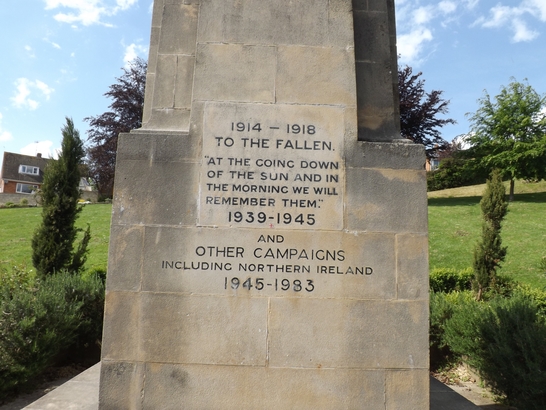 1914 — 1918
TO THE FALLEN.
"AT THE GOING DOWN
OF THE SUN AND IN
THE MORNING WE WILL
REMEMBER THEM."
1939-1945
AND
OTHER CAMPAIGNS
INCLUDING NORTHERN IRELAND
1945-1983